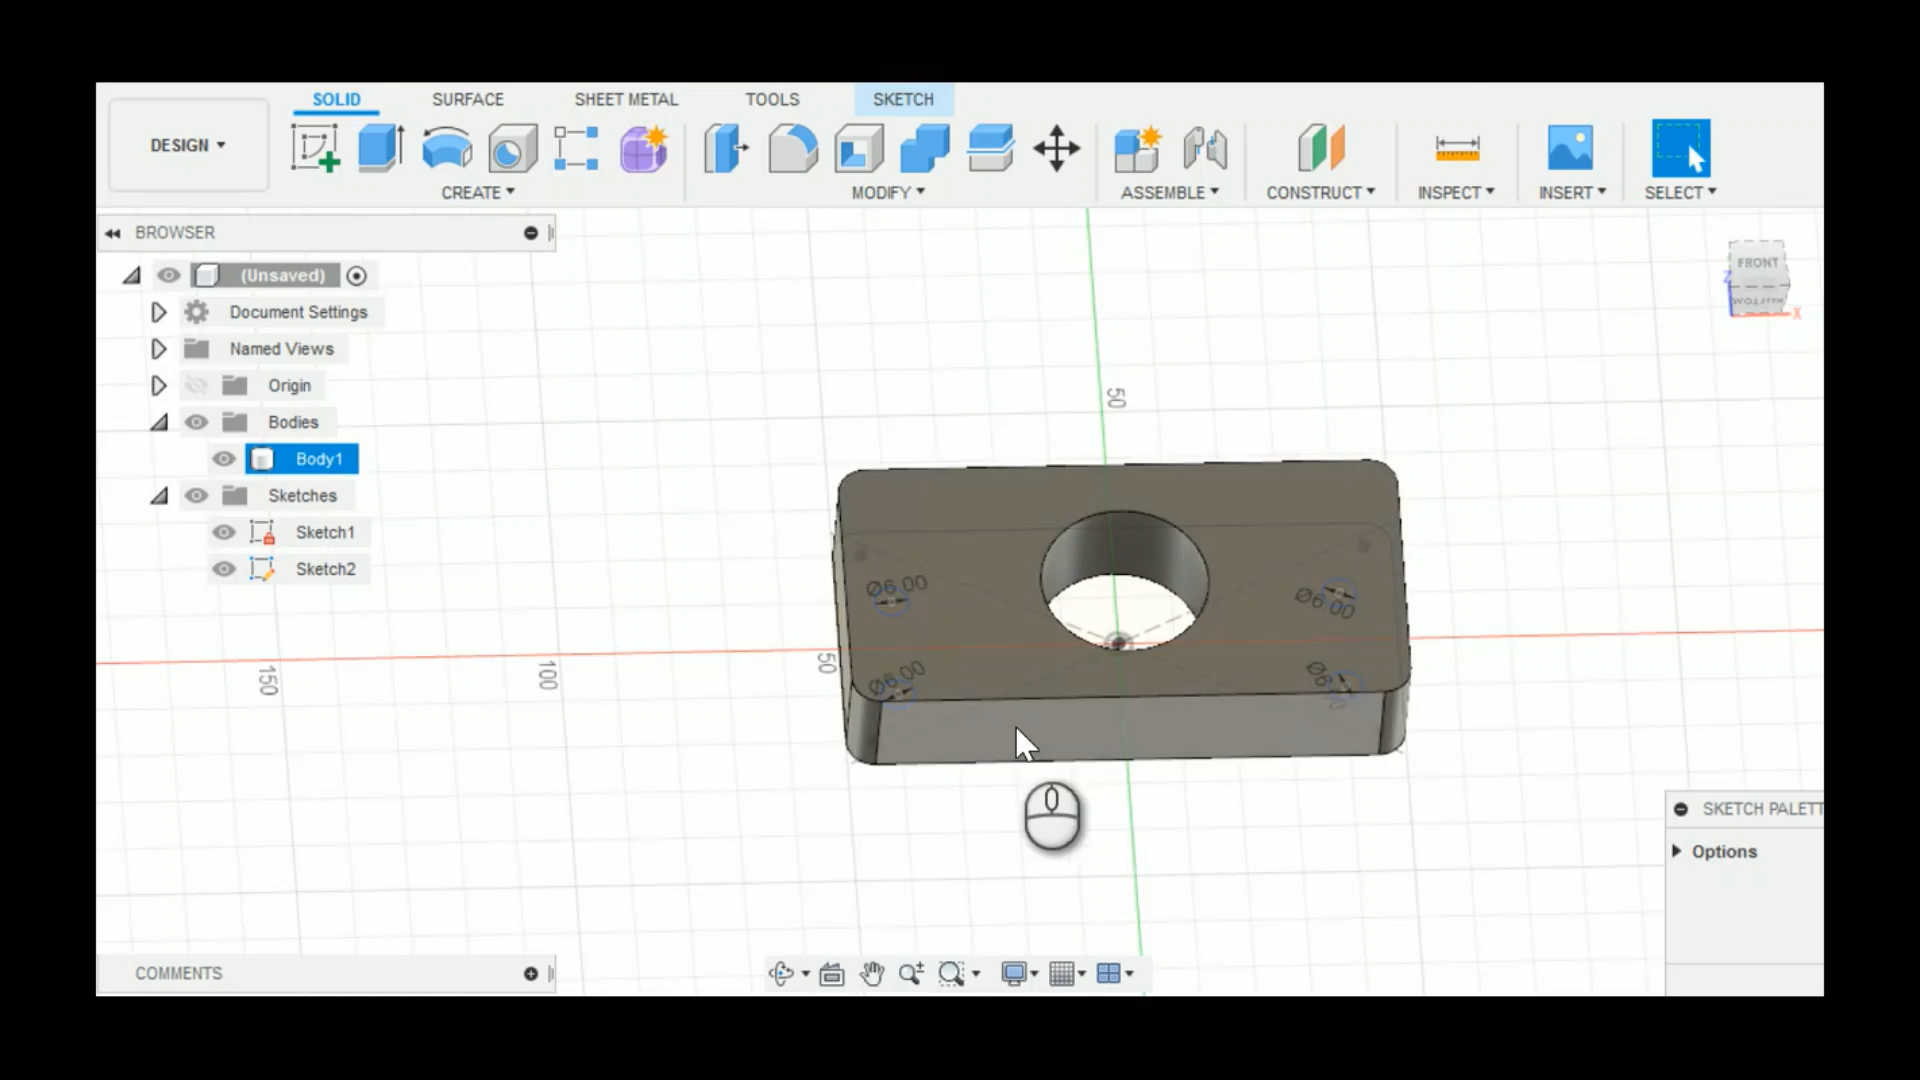 SOLID SURFACE SHEET METAL TOOLS SKETCH
DESIGN
CREATE MODIFY ASSEMBLE CONSTRUCT INSPECT INSERT SELECT
BROWSER
(Unsaved)
Document Settings
Named Views
Origin
Bodies
Body1
Sketches
Sketch1
Sketch2
FRONT
BOTTOM
Z
X
50
Ø6.00
Ø6.00
Ø6.00
Ø6.00
150
100
50
SKETCH PALETT
Options
COMMENTS